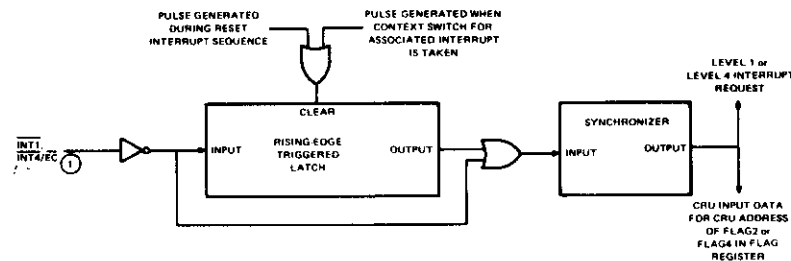 PULSE GENERATED
DURING RESET
INTERRUPT SEQUENCE
PULSE GENERATED WHEN
CONTEXT SWITCH FOR
ASSOCIATED INTERRUPT
IS TAKEN
CLEAR
INT1,
INT4/EC
1
INPUT
RISING-EDGE
TRIGGERED
LATCH
OUTPUT
SYNCHRONIZER
INPUT
OUTPUT
LEVEL 1 or
LEVEL 4 INTERRUPT
REQUEST
CRU INPUT DATA
FOR CRU ADDRESS
OF FLAG2 or
FLAG4 IN FLAG
REGISTER